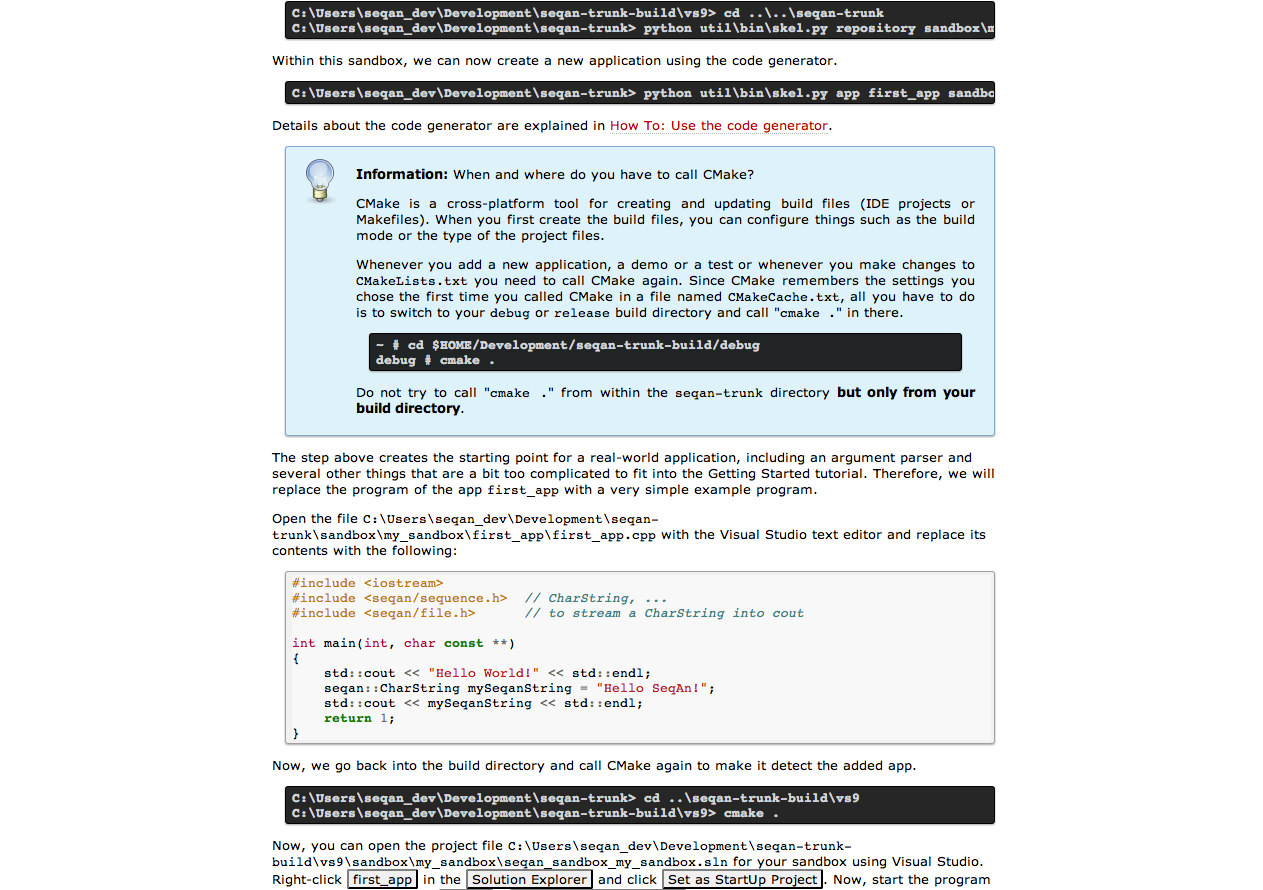 C:\Users\seqan_dev\Development\seqan-trunk-build\vs9> cd ..\..\seqan-trunk
C:\Users\seqan_dev\Development\seqan-trunk> python util\bin\skel.py repository sandbox\
Within this sandbox, we can now create a new application using the code generator.
C:\Users\seqan_dev\Development\seqan-trunk> python util\bin\skel.py app first_app sandbo
Details about the code generator are explained in How To: Use the code generator.
Information: When and where do you have to call CMake?
CMake is a cross-platform tool for creating and updating build files (IDE projects or
Makefiles). When you first create the build files, you can configure things such as the build
mode or the type of the project files.
Whenever you add a new application, a demo or a test or whenever you make changes to
CMakeLists.txt you need to call CMake again. Since CMake remembers the settings you
chose the first time you called CMake in a file named CMakeCache.txt, all you have to do
is to switch to your debug or release build directory and call "cmake ." in there.
~ # cd $HOME/Development/seqan-trunk-build/debug
debug # cmake .
Do not try to call "cmake ." from within the seqan-trunk directory but only from your
build directory.
The step above creates the starting point for a real-world application, including an argument parser and
several other things that are a bit too complicated to fit into the Getting Started tutorial. Therefore, we will
replace the program of the app first_app with a very simple example program.
Open the file C:\Users\seqan_dev\Development\seqan-
trunk\sandbox\my_sandbox\first_app\first_app.cpp with the Visual Studio text editor and replace its
contents with the following:
#include <iostream>
#include <seqan/sequence.h>  // CharString, ...
#include <seqan/file.h>      // to stream a CharString into cout
int main(int, char const **)
{
    std::cout << "Hello World!" << std::endl;
    seqan::CharString mySeqanString = "Hello SeqAn!";
    std::cout << mySeqanString << std::endl;
    return 1;
}
Now, we go back into the build directory and call CMake again to make it detect the added app.
C:\Users\seqan_dev\Development\seqan-trunk> cd ..\seqan-trunk-build\vs9
C:\Users\seqan_dev\Development\seqan-trunk-build\vs9> cmake .
Now, you can open the project file C:\Users\seqan_dev\Development\seqan-trunk-
build\vs9\sandbox\my_sandbox\seqan_sandbox_my_sandbox.sln for your sandbox using Visual Studio.
Right-click first_app in the Solution Explorer and click Set as StartUp Project. Now, start the program